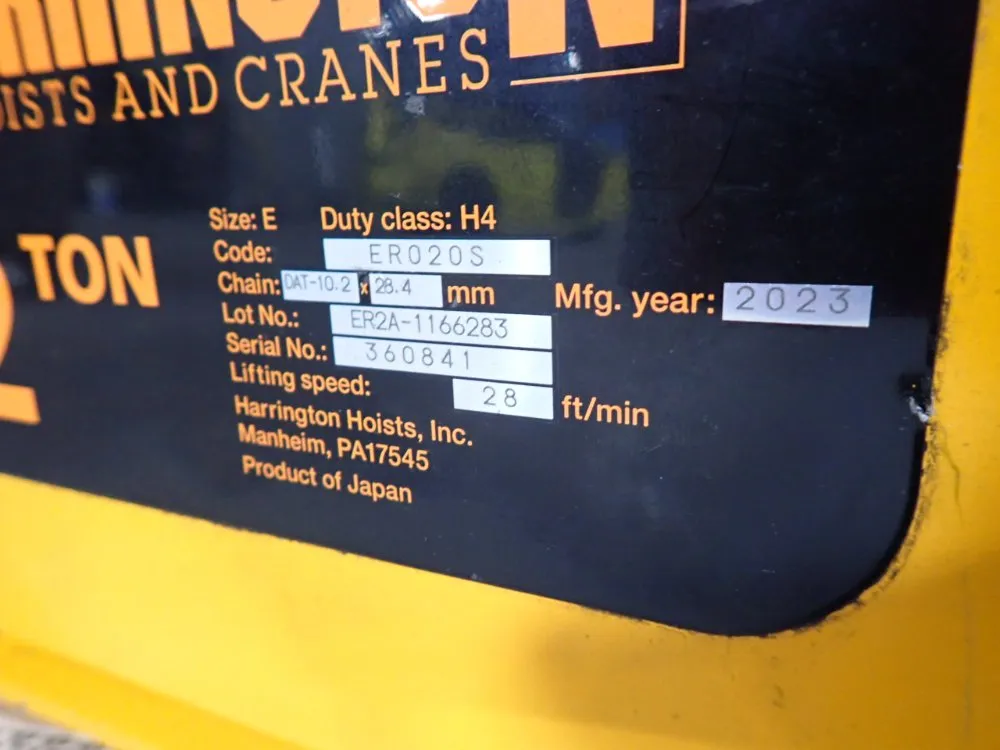 HOISTS AND CRANES
2 TON
Size: E Duty class: H4
Code: ER020S
Chain: DAT-10.2 x 28.4 mm Mfg. year: 2023
Lot No.: ER2A-1166283
Serial No.: 360841
Lifting speed: 28 ft/min
Harrington Hoists, Inc.
Manheim, PA17545
Product of Japan